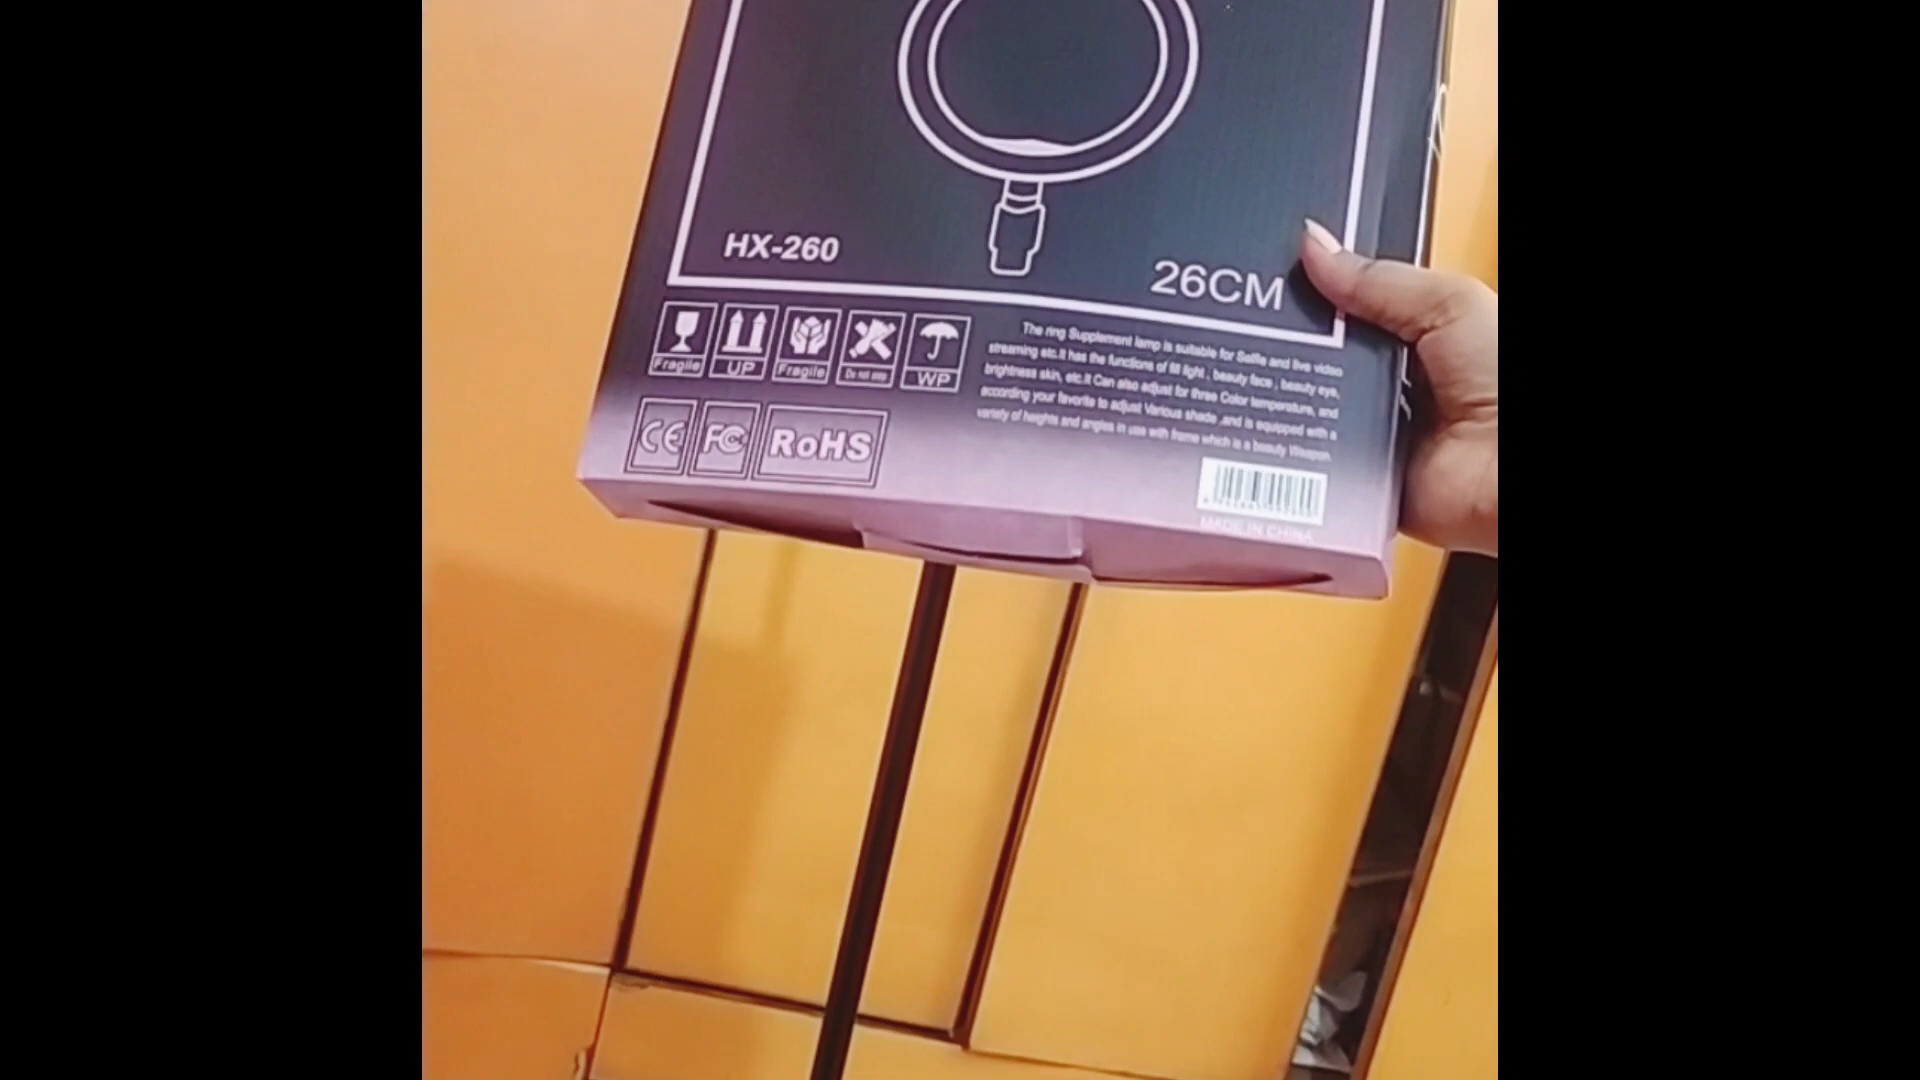 HX-260
26CM
Fragile
UP
Fragile
Do not step
WP
CE
FC
RoHS
The ring Supplement lamp is suitable for Selfie and live video
streaming etc.It has the functions of fill light , beauty face , beauty eye,
brightness skin, etc.It Can also adjust for three Color temperature, and
according your favorite to adjust Various shade ,and is equipped with a
variety of heights and angles in use with frame which is a beauty Weapon.
MADE IN CHINA